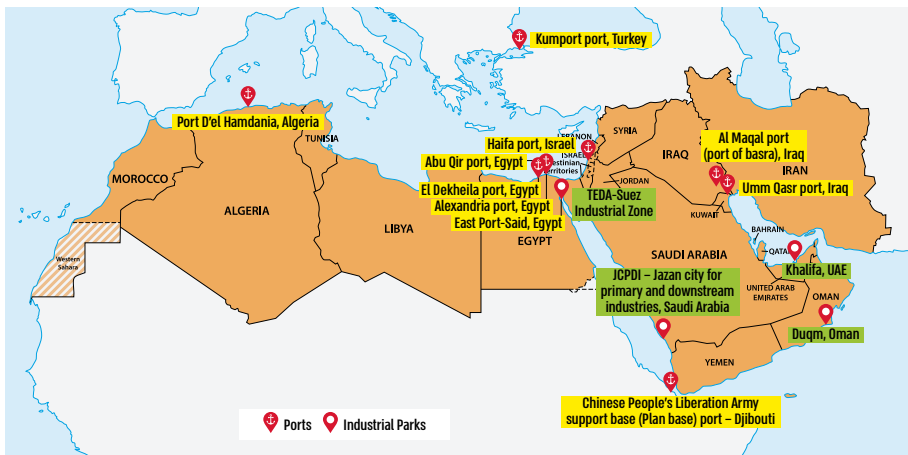 Kumport port, Turkey
Port D'el Hamdania, Algeria
TUNISIA
LEBANON
SYRIA
Haifa port, Israel
ISRAEL
Palestinian
territories
Abu Qir port, Egypt
El Dekheila port, Egypt
Alexandria port, Egypt
East Port-Said, Egypt
EGYPT
JORDAN
TEDA-Suez
Industrial Zone
IRAQ
Al Maqal port
(port of basra), Iraq
IRAN
Umm Qasr port, Iraq
KUWAIT
MOROCCO
ALGERIA
LIBYA
Western
Sahara
BAHRAIN
QATAR
SAUDI ARABIA
Khalifa, UAE
UNITED ARAB
EMIRATES
JCPDI – Jazan city for
primary and downstream
industries, Saudi Arabia
OMAN
Duqm, Oman
YEMEN
Chinese People's Liberation Army
support base (Plan base) port – Djibouti
Ports
Industrial Parks